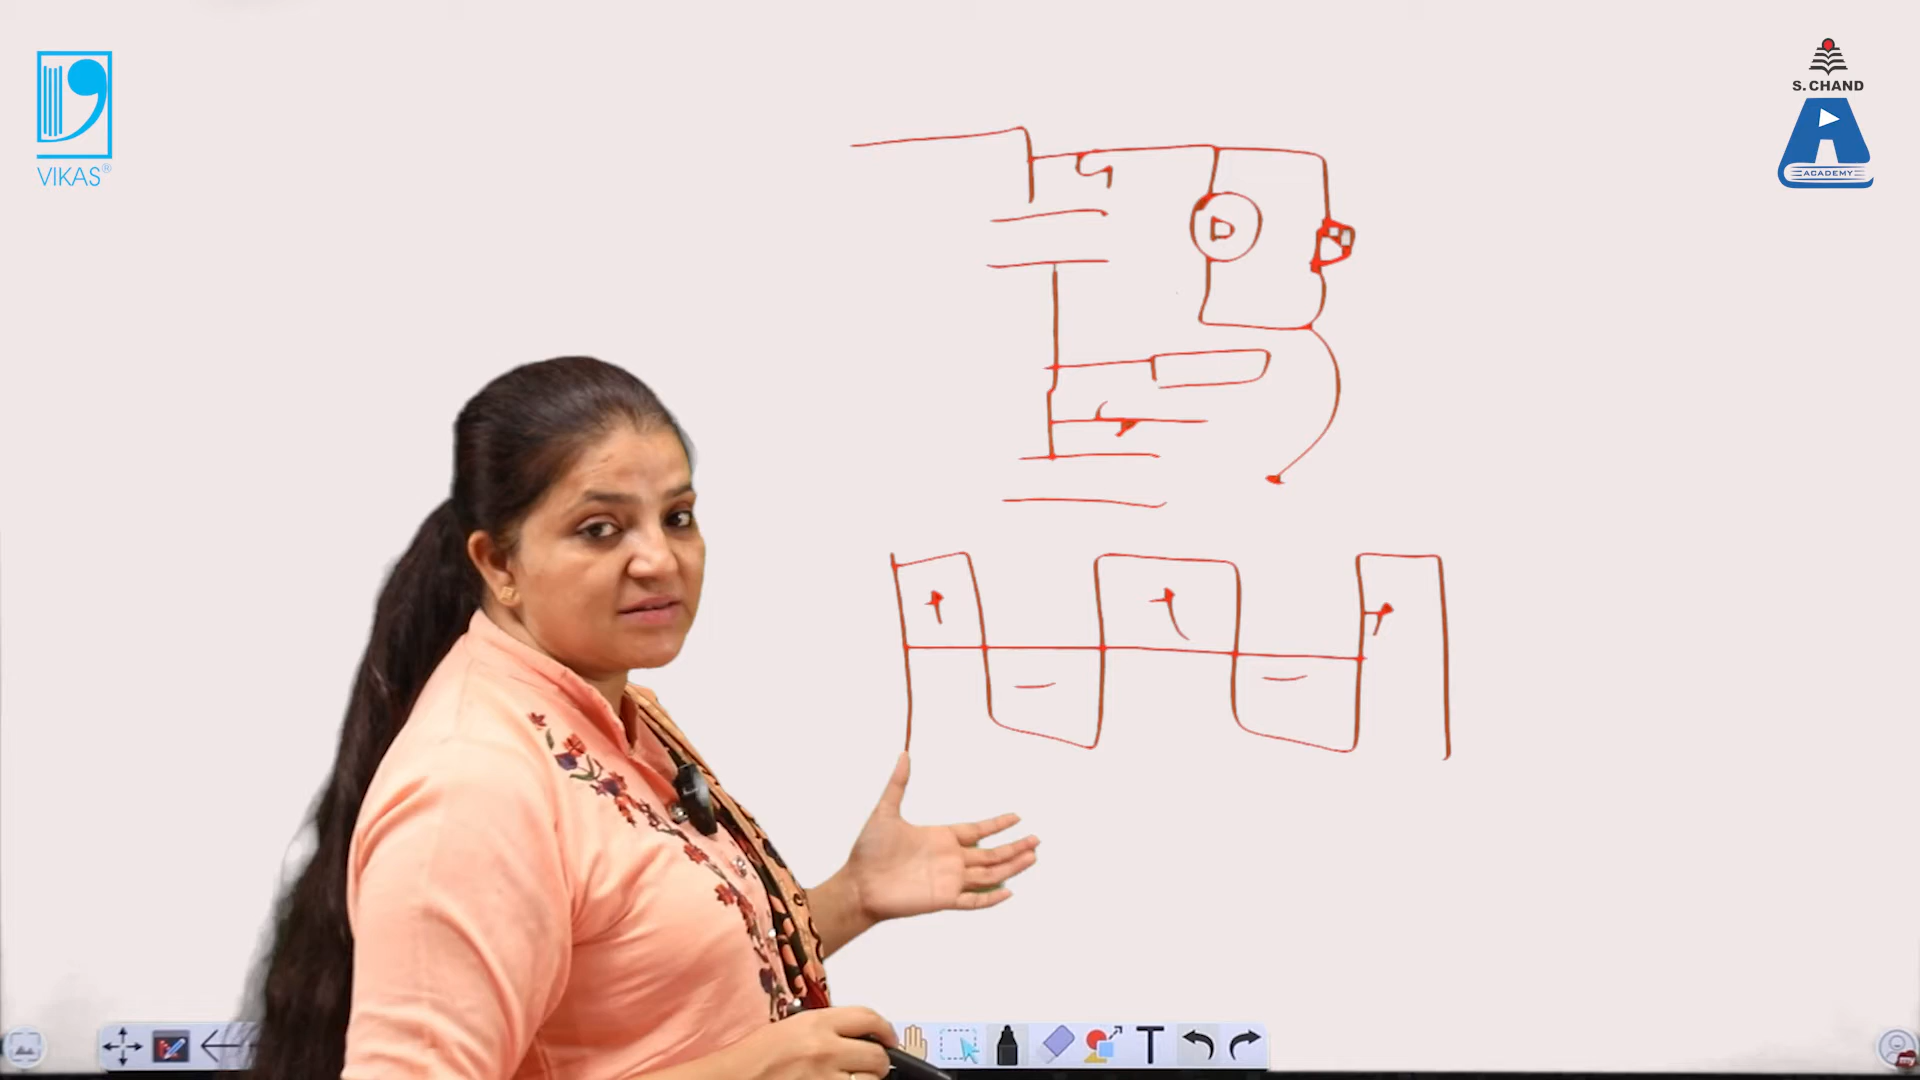 VIKAS®
S. CHAND
ACADEMY
D
+
+
+
−
−
T